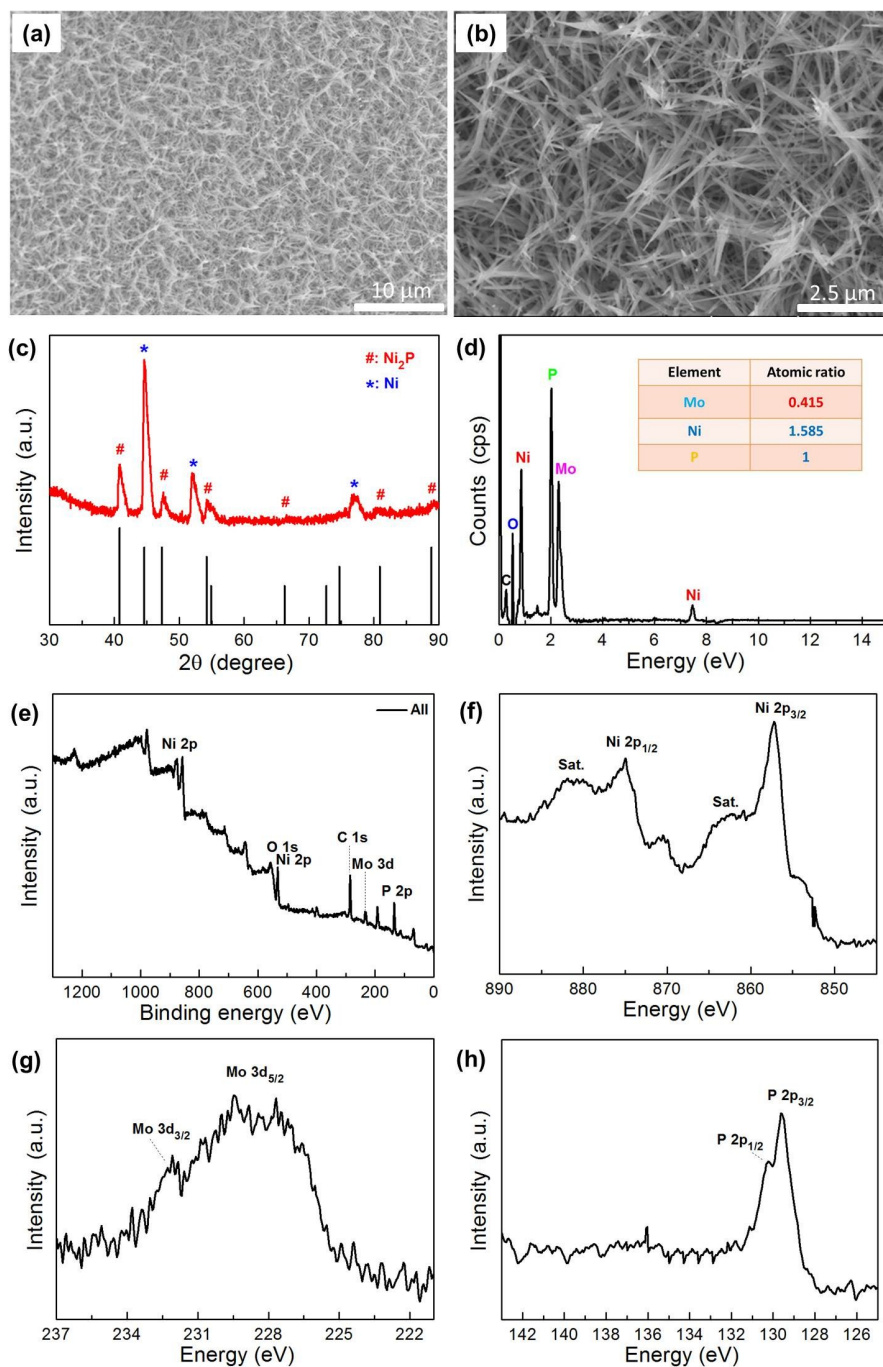 (a)
10 µm
(b)
2.5 µm
(c)
#: Ni2P
*: Ni
*
#
#
*
#
#
*
#
#
Intensity (a.u.)
30 40 50 60 70 80 90
2θ (degree)
(d)
Element Atomic ratio
Mo 0.415
Ni 1.585
P 1
P
Mo
Ni
O
C
Ni
Counts (cps)
0 2 4 6 8 10 12 14
Energy (eV)
(e)
All
Ni 2p
O 1s
Ni 2p
C 1s
Mo 3d
P 2p
Intensity (a.u.)
1200 1000 800 600 400 200 0
Binding energy (eV)
(f)
Ni 2p3/2
Ni 2p1/2
Sat.
Sat.
Intensity (a.u.)
890 880 870 860 850
Energy (eV)
(g)
Mo 3d5/2
Mo 3d3/2
Intensity (a.u.)
237 234 231 228 225 222
Energy (eV)
(h)
P 2p3/2
P 2p1/2
Intensity (a.u.)
142 140 138 136 134 132 130 128 126
Energy (eV)